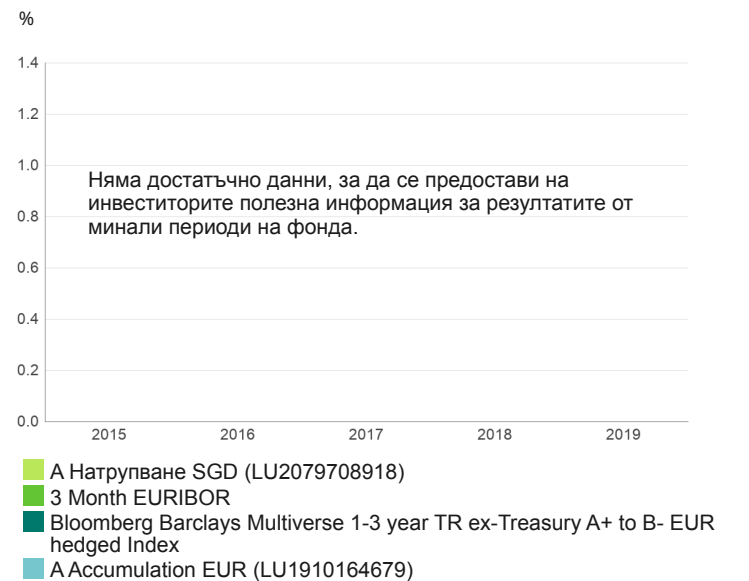 %
1.4
1.2
1.0
Няма достатъчно данни, за да се предостави на
инвеститорите полезна информация за резултатите от
минали периоди на фонда.
0.8
0.6
0.4
0.2
0.0
2015 2016 2017 2018 2019
А Натрупване SGD (LU2079708918)
3 Month EURIBOR
Bloomberg Barclays Multiverse 1-3 year TR ex-Treasury A+ to B- EUR
hedged Index
A Accumulation EUR (LU1910164679)